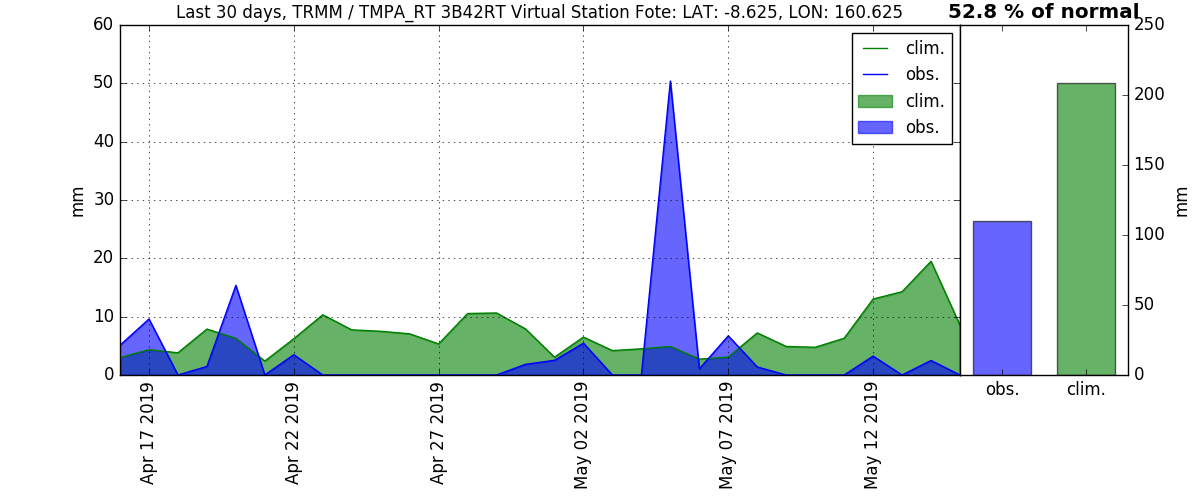 Last 30 days, TRMM / TMPA_RT 3B42RT Virtual Station Fote: LAT: -8.625, LON: 160.625
52.8 % of normal
60
50
40
30
20
10
0
mm
clim.
obs.
clim.
obs.
250
200
150
100
50
0
mm
Apr 17 2019
Apr 22 2019
Apr 27 2019
May 02 2019
May 07 2019
May 12 2019
obs.
clim.